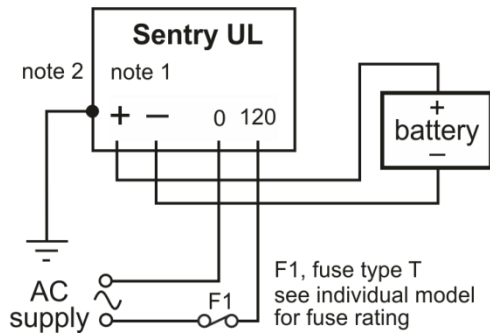 Sentry UL
note 2 note 1
+ − 0 120
+
battery
−
AC
supply
F1
F1, fuse type T
see individual model
for fuse rating